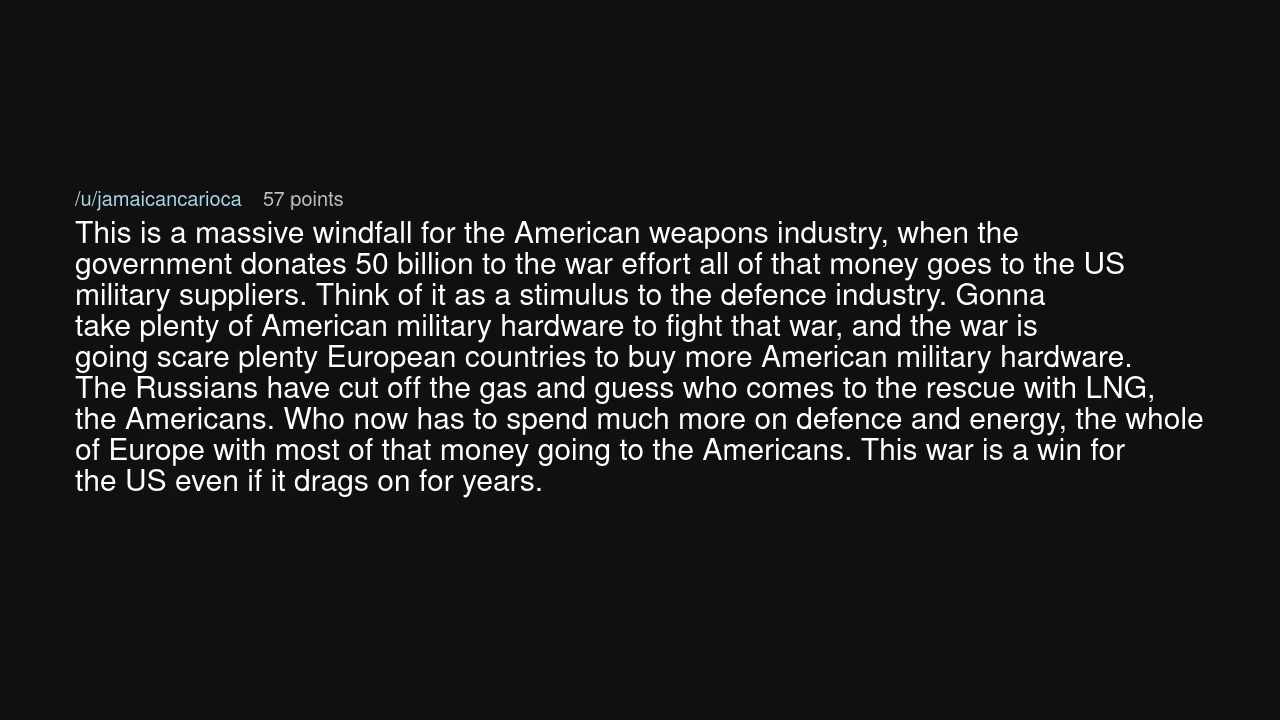 /u/jamaicancarioca 57 points
This is a massive windfall for the American weapons industry, when the
government donates 50 billion to the war effort all of that money goes to the US
military suppliers. Think of it as a stimulus to the defence industry. Gonna
take plenty of American military hardware to fight that war, and the war is
going scare plenty European countries to buy more American military hardware.
The Russians have cut off the gas and guess who comes to the rescue with LNG,
the Americans. Who now has to spend much more on defence and energy, the whole
of Europe with most of that money going to the Americans. This war is a win for
the US even if it drags on for years.